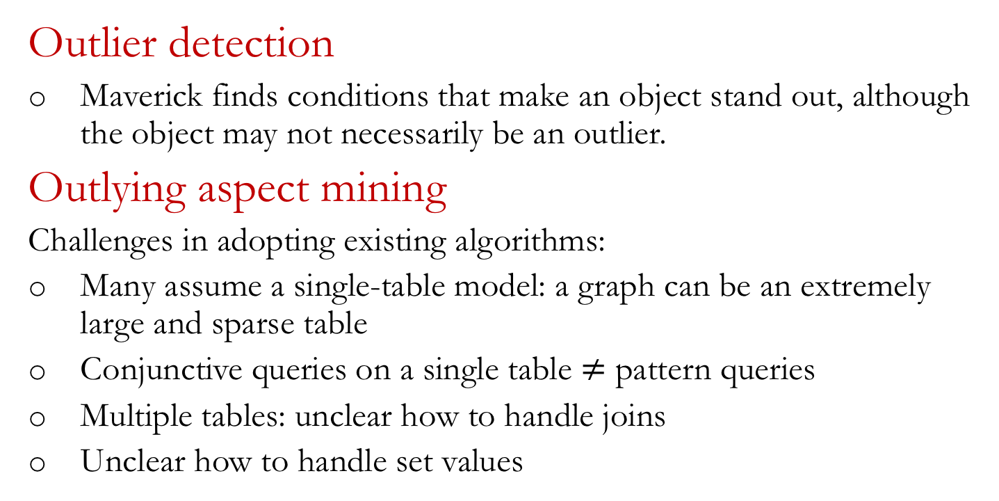 Outlier detection
o Maverick finds conditions that make an object stand out, although
the object may not necessarily be an outlier.
Outlying aspect mining
Challenges in adopting existing algorithms:
o Many assume a single-table model: a graph can be an extremely
large and sparse table
o Conjunctive queries on a single table ≠ pattern queries
o Multiple tables: unclear how to handle joins
o Unclear how to handle set values